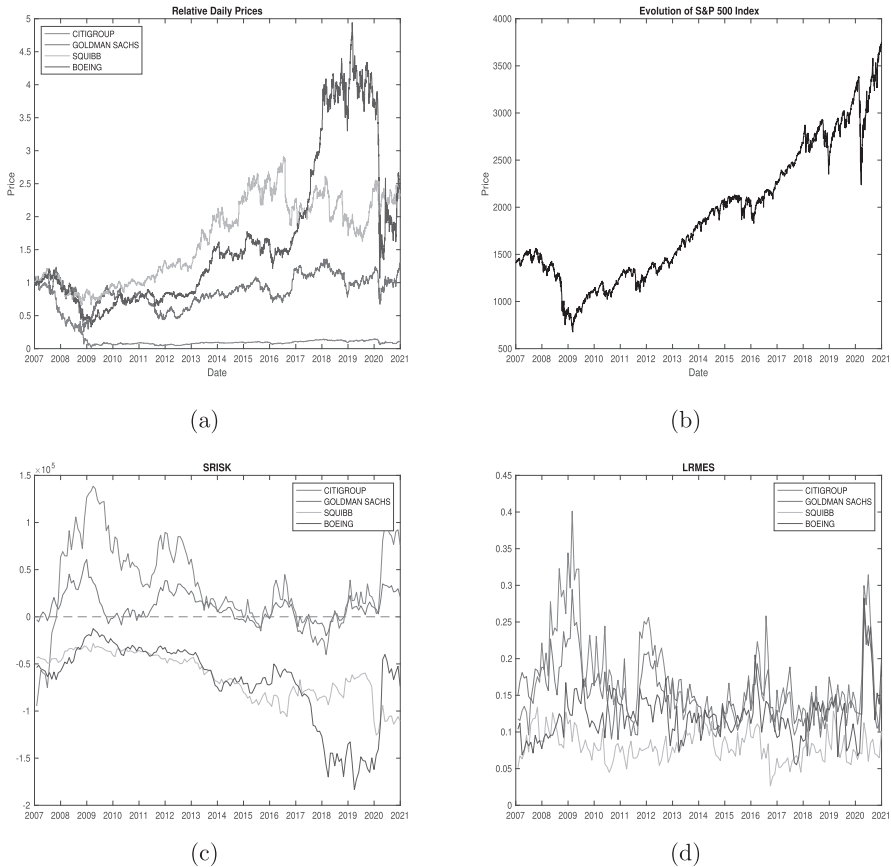 Relative Daily Prices
CITIGROUP
GOLDMAN SACHS
SQUIBB
BOEING
5
4.5
4
3.5
3
2.5
2
1.5
1
0.5
0
Price
2007 2008 2009 2010 2011 2012 2013 2014 2015 2016 2017 2018 2019 2020 2021
Date
(a)
Evolution of S&P 500 Index
4000
3500
3000
2500
2000
1500
1000
500
Price
2007 2008 2009 2010 2011 2012 2013 2014 2015 2016 2017 2018 2019 2020 2021
Date
(b)
SRISK
×10⁵
CITIGROUP
GOLDMAN SACHS
SQUIBB
BOEING
1.5
1
0.5
0
-0.5
-1
-1.5
-2
2007 2008 2009 2010 2011 2012 2013 2014 2015 2016 2017 2018 2019 2020 2021
(c)
LRMES
CITIGROUP
GOLDMAN SACHS
SQUIBB
BOEING
0.45
0.4
0.35
0.3
0.25
0.2
0.15
0.1
0.05
0
2007 2008 2009 2010 2011 2012 2013 2014 2015 2016 2017 2018 2019 2020 2021
(d)